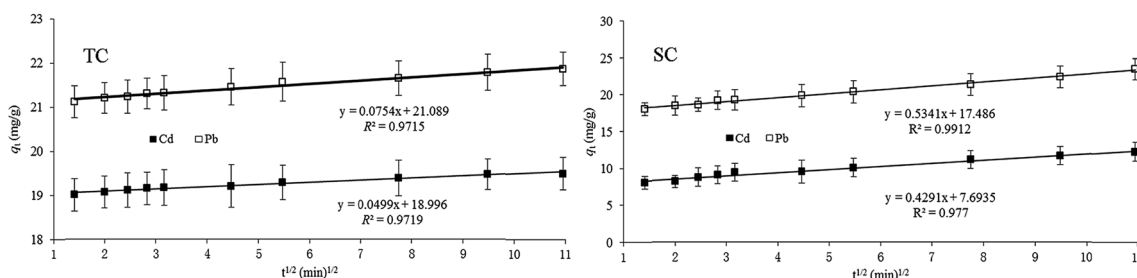 TC
qt (mg/g)
23
22
21
20
19
18
y = 0.0754x + 21.089
R² = 0.9715
Cd Pb
y = 0.0499x + 18.996
R² = 0.9719
1 2 3 4 5 6 7 8 9 10 11
t1/2 (min)1/2
SC
qt (mg/g)
30
25
20
15
10
5
0
y = 0.5341x + 17.486
R² = 0.9912
Cd Pb
y = 0.4291x + 7.6935
R² = 0.977
1 2 3 4 5 6 7 8 9 10 1
t1/2 (min)1/2